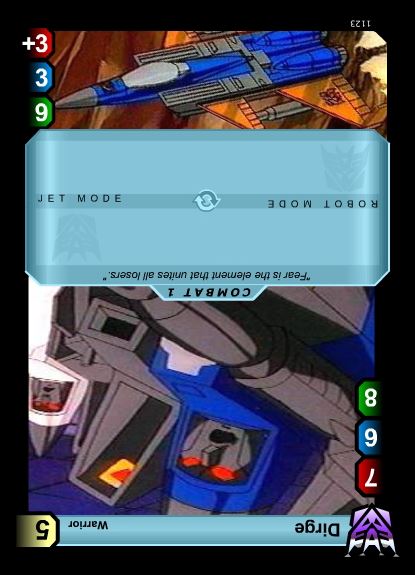 Dirge
Warrior
5
7
6
8
COMBAT 1
"Fear is the element that unites all losers."
ROBOT MODE
JET MODE
+3
3
9
1123